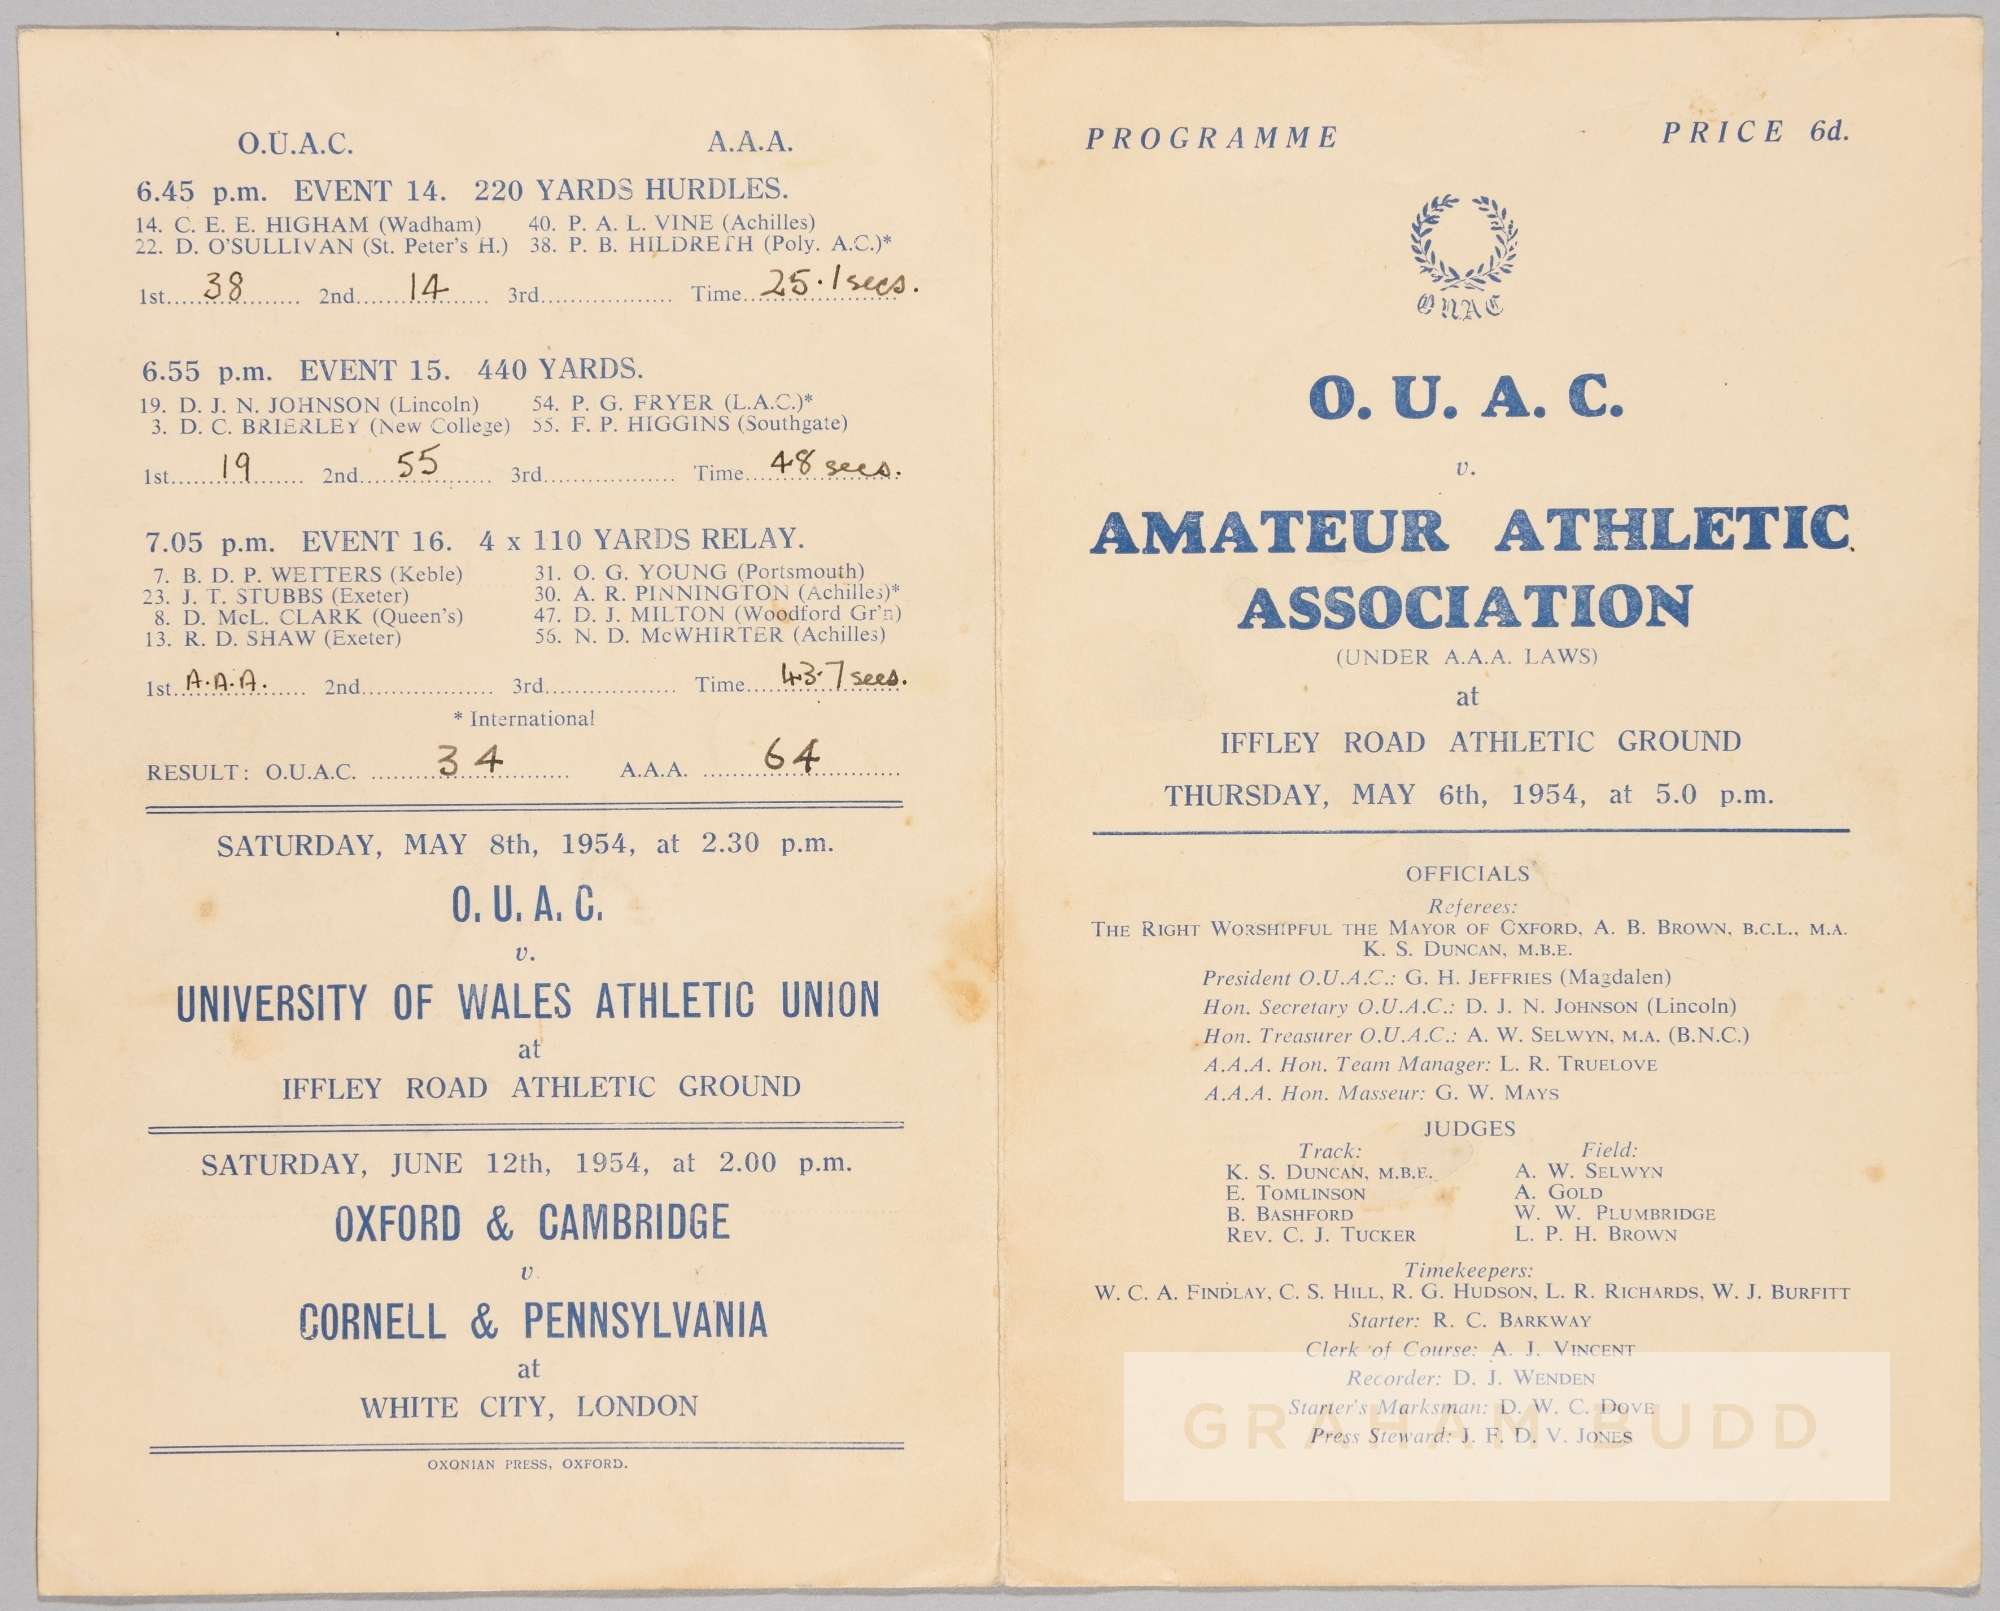 O.U.A.C. A.A.A.
6.45 p.m. EVENT 14. 220 YARDS HURDLES.
14. C. E. E. HIGHAM (Wadham) 40. P. A. L. VINE (Achilles)
22. D. O'SULLIVAN (St. Peter's H.) 38. P. B. HILDRETH (Poly. A.C.)*
1st 38 2nd 14 3rd Time 25.1 secs.
6.55 p.m. EVENT 15. 440 YARDS.
19. D. J. N. JOHNSON (Lincoln) 54. P. G. FRYER (L.A.C.)*
3. D. C. BRIERLEY (New College) 55. F. P. HIGGINS (Southgate)
1st 19 2nd 55 3rd Time 48 secs.
7.05 p.m. EVENT 16. 4 x 110 YARDS RELAY.
7. B. D. P. WETTERS (Keble) 31. O. G. YOUNG (Portsmouth)
23. J. T. STUBBS (Exeter) 30. A. R. PINNINGTON (Achilles)*
8. D. McL. CLARK (Queen's) 47. D. J. MILTON (Woodford Gr'n)
13. R. D. SHAW (Exeter) 56. N. D. McWHIRTER (Achilles)
1st A.A.A. 2nd 3rd Time 43.7 secs.
* International
RESULT: O.U.A.C. 34 A.A.A. 64
SATURDAY, MAY 8th, 1954, at 2.30 p.m.
O.U.A.C.
v.
UNIVERSITY OF WALES ATHLETIC UNION
at
IFFLEY ROAD ATHLETIC GROUND
SATURDAY, JUNE 12th, 1954, at 2.00 p.m.
OXFORD & CAMBRIDGE
v.
CORNELL & PENNSYLVANIA
at
WHITE CITY, LONDON
OXONIAN PRESS, OXFORD.
PROGRAMME PRICE 6d.
OUAC
O. U. A. C.
v.
AMATEUR ATHLETIC
ASSOCIATION
(UNDER A.A.A. LAWS)
at
IFFLEY ROAD ATHLETIC GROUND
THURSDAY, MAY 6th, 1954, at 5.0 p.m.
OFFICIALS
Referees:
THE RIGHT WORSHIPFUL THE MAYOR OF OXFORD, A. B. BROWN, B.C.L., M.A.
K. S. DUNCAN, M.B.E.
President O.U.A.C.: G. H. JEFFRIES (Magdalen)
Hon. Secretary O.U.A.C.: D. J. N. JOHNSON (Lincoln)
Hon. Treasurer O.U.A.C.: A. W. SELWYN, M.A. (B.N.C.)
A.A.A. Hon. Team Manager: L. R. TRUELOVE
A.A.A. Hon. Masseur: G. W. MAYS
JUDGES
Track: Field:
K. S. DUNCAN, M.B.E. A. W. SELWYN
E. TOMLINSON A. GOLD
B. BASHFORD W. W. PLUMBRIDGE
REV. C. J. TUCKER L. P. H. BROWN
Timekeepers:
W. C. A. FINDLAY, C. S. HILL, R. G. HUDSON, L. R. RICHARDS, W. J. BURFITT
Starter: R. C. BARKWAY
Clerk of Course: A. J. VINCENT
Recorder: D. J. WENDEN
Starter's Marksman: D. W. C. DOVE
Press Steward: J. F. D. V. JONES
GRAHAM BUDD